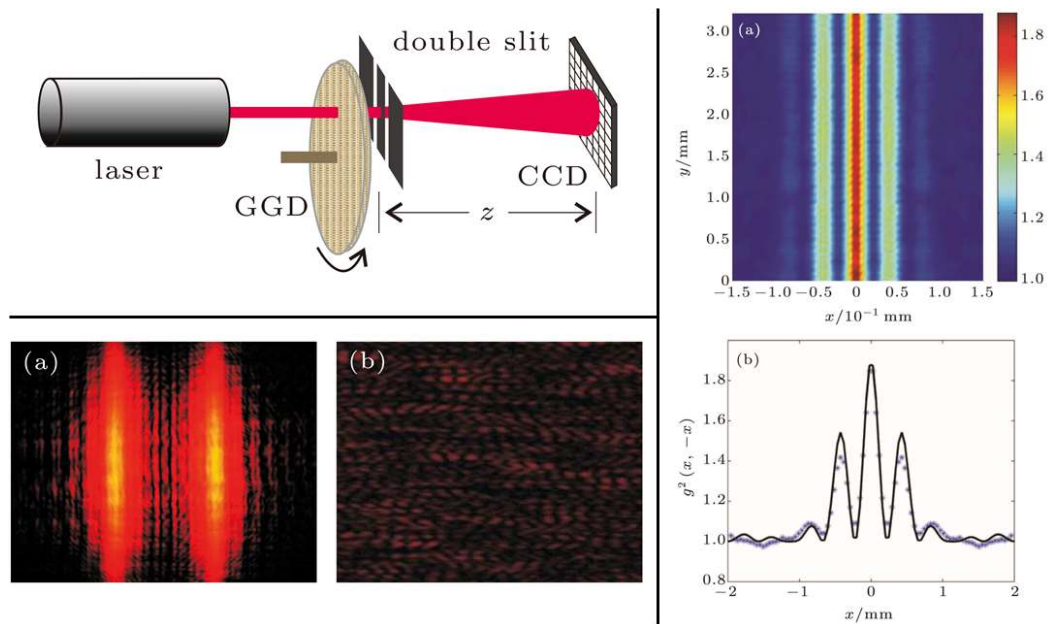 double slit
laser
GGD
CCD
z
(a)
(b)
(a)
3.0
2.5
2.0
1.5
1.0
0.5
0
y/mm
−1.5 −1.0 −0.5 0 0.5 1.0 1.5
x/10⁻¹ mm
1.8
1.6
1.4
1.2
1.0
(b)
1.8
1.6
1.4
1.2
1.0
0.8
g² (x, −x)
−2 −1 0 1 2
x/mm